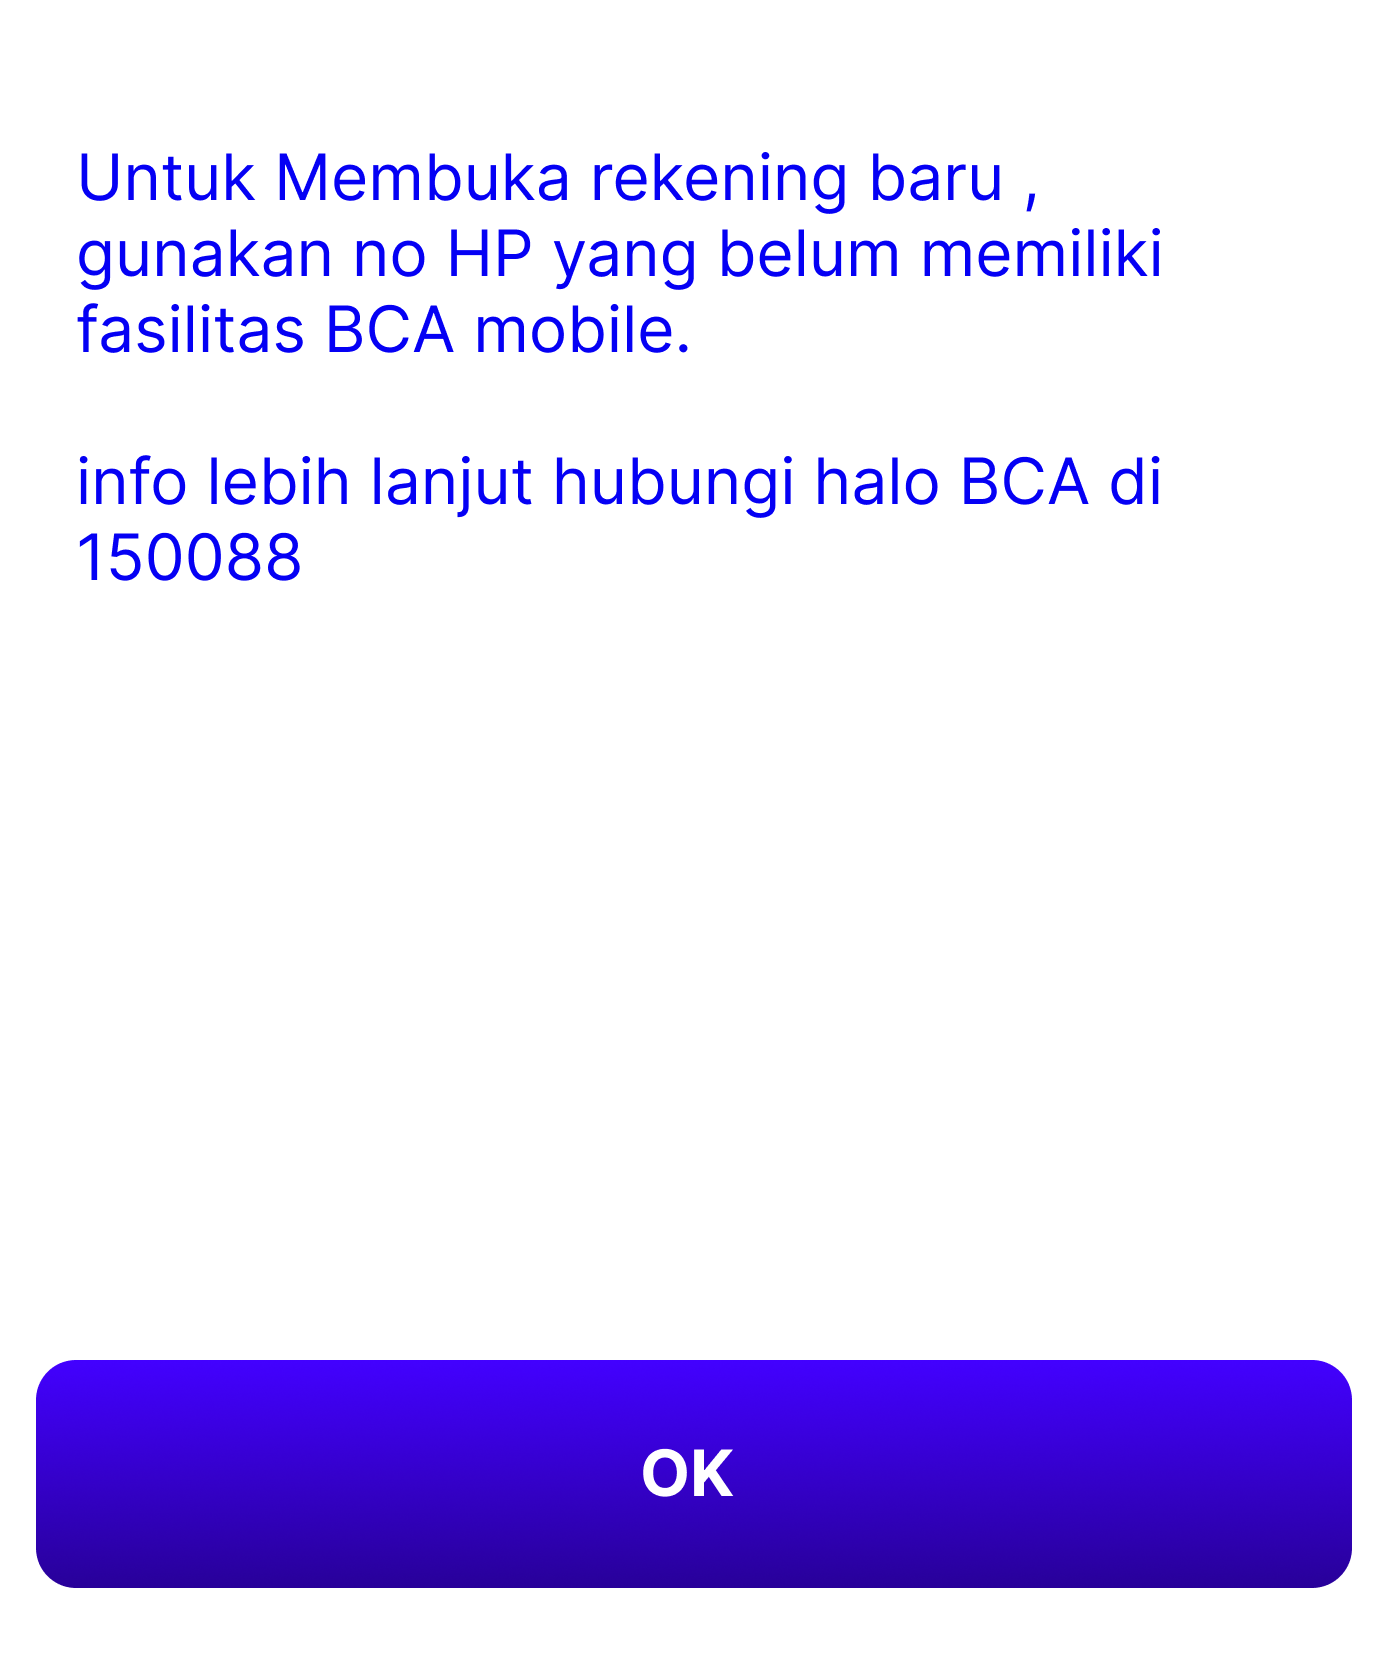 Untuk Membuka rekening baru ,
gunakan no HP yang belum memiliki
fasilitas BCA mobile.
info lebih lanjut hubungi halo BCA di
150088
OK